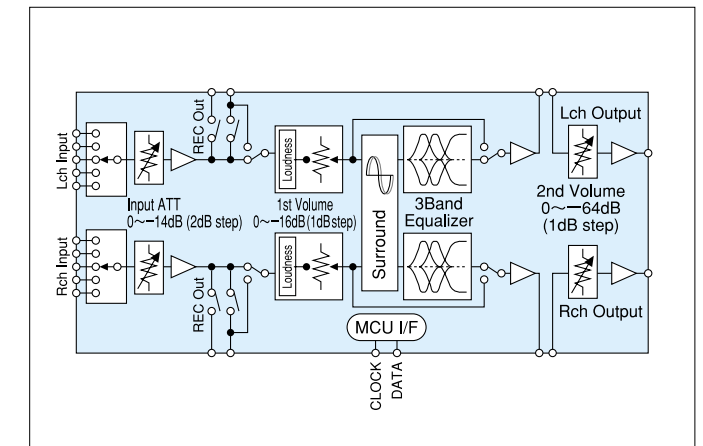 Lch Input
REC Out
Input ATT
0～−14dB (2dB step)
Loudness
1st Volume
0～−16dB(1dBstep)
Surround
3Band
Equalizer
Lch Output
2nd Volume
0～−64dB
(1dB step)
Rch Input
REC Out
Loudness
Rch Output
MCU I/F
CLOCK
DATA